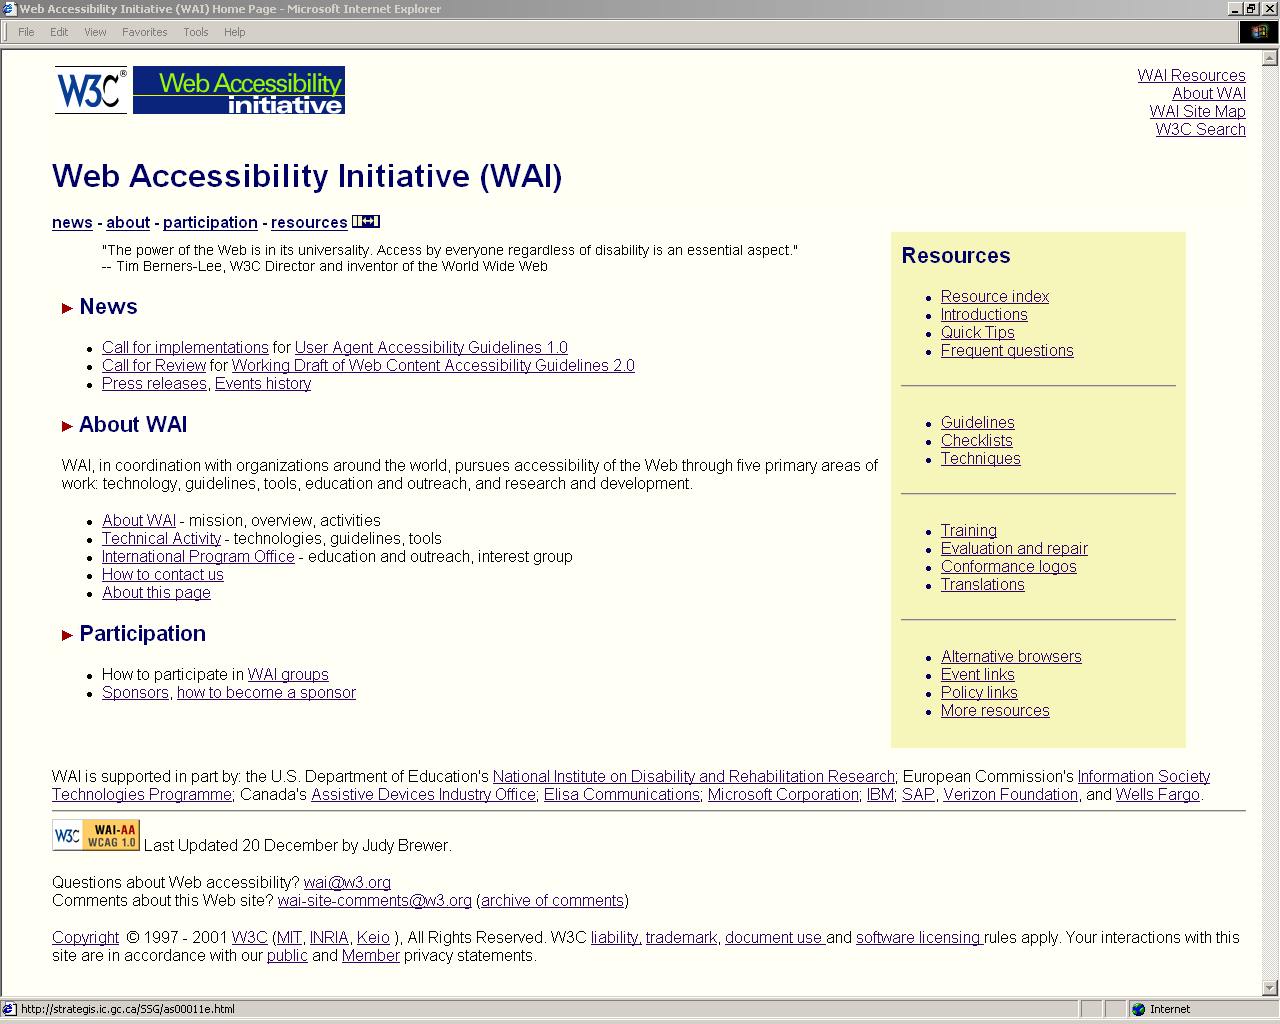 Web Accessibility Initiative (WAI) Home Page - Microsoft Internet Explorer
File Edit View Favorites Tools Help
W3C® Web Accessibility initiative
WAI Resources
About WAI
WAI Site Map
W3C Search
Web Accessibility Initiative (WAI)
news - about - participation - resources
"The power of the Web is in its universality. Access by everyone regardless of disability is an essential aspect."
-- Tim Berners-Lee, W3C Director and inventor of the World Wide Web
News
Call for implementations for User Agent Accessibility Guidelines 1.0
Call for Review for Working Draft of Web Content Accessibility Guidelines 2.0
Press releases, Events history
About WAI
WAI, in coordination with organizations around the world, pursues accessibility of the Web through five primary areas of
work: technology, guidelines, tools, education and outreach, and research and development.
About WAI - mission, overview, activities
Technical Activity - technologies, guidelines, tools
International Program Office - education and outreach, interest group
How to contact us
About this page
Participation
How to participate in WAI groups
Sponsors, how to become a sponsor
Resources
Resource index
Introductions
Quick Tips
Frequent questions
Guidelines
Checklists
Techniques
Training
Evaluation and repair
Conformance logos
Translations
Alternative browsers
Event links
Policy links
More resources
WAI is supported in part by: the U.S. Department of Education's National Institute on Disability and Rehabilitation Research; European Commission's Information Society
Technologies Programme; Canada's Assistive Devices Industry Office; Elisa Communications; Microsoft Corporation; IBM; SAP, Verizon Foundation, and Wells Fargo.
W3C WAI-AA WCAG 1.0 Last Updated 20 December by Judy Brewer.
Questions about Web accessibility? wai@w3.org
Comments about this Web site? wai-site-comments@w3.org (archive of comments)
Copyright © 1997 - 2001 W3C (MIT, INRIA, Keio ), All Rights Reserved. W3C liability, trademark, document use and software licensing rules apply. Your interactions with this
site are in accordance with our public and Member privacy statements.
http://strategis.ic.gc.ca/SSG/as00011e.html
Internet